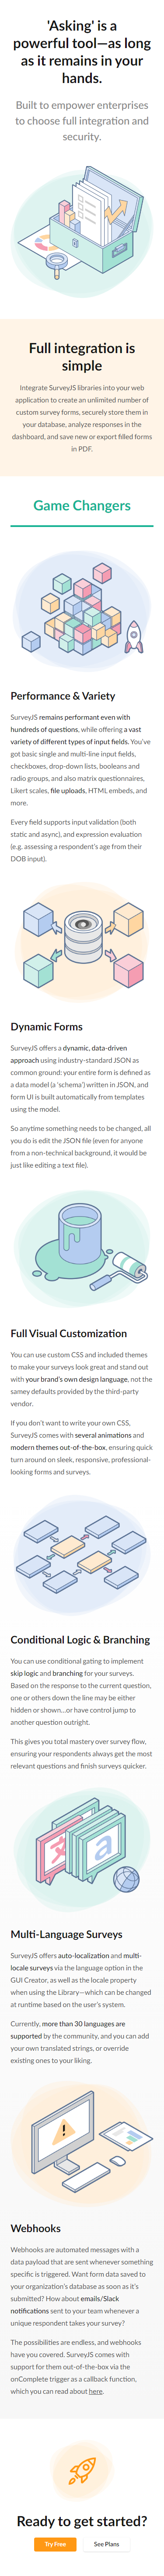 'Asking' is a
powerful tool—as long
as it remains in your
hands.
Built to empower enterprises
to choose full integration and
security.
Full integration is
simple
Integrate SurveyJS libraries into your web
application to create an unlimited number of
custom survey forms, securely store them in
your database, analyze responses in the
dashboard, and save new or export filled forms
in PDF.
Game Changers
Performance & Variety
SurveyJS remains performant even with
hundreds of questions, while offering a vast
variety of different types of input fields. You've
got basic single and multi-line input fields,
checkboxes, drop-down lists, booleans and
radio groups, and also matrix questionnaires,
Likert scales, file uploads, HTML embeds, and
more.
Every field supports input validation (both
static and async), and expression evaluation
(e.g. assessing a respondent's age from their
DOB input).
Dynamic Forms
SurveyJS offers a dynamic, data-driven
approach using industry-standard JSON as
common ground: your entire form is defined as
a data model (a 'schema') written in JSON, and
form UI is built automatically from templates
using the model.
So anytime something needs to be changed, all
you do is edit the JSON file (even for anyone
from a non-technical background, it would be
just like editing a text file).
Full Visual Customization
You can use custom CSS and included themes
to make your surveys look great and stand out
with your brand's own design language, not the
samey defaults provided by the third-party
vendor.
If you don't want to write your own CSS,
SurveyJS comes with several animations and
modern themes out-of-the-box, ensuring quick
turn around on sleek, responsive, professional-
looking forms and surveys.
Conditional Logic & Branching
You can use conditional gating to implement
skip logic and branching for your surveys.
Based on the response to the current question,
one or others down the line may be either
hidden or shown...or have control jump to
another question outright.
This gives you total mastery over survey flow,
ensuring your respondents always get the most
relevant questions and finish surveys quicker.
a
Multi-Language Surveys
SurveyJS offers auto-localization and multi-
locale surveys via the language option in the
GUI Creator, as well as the locale property
when using the Library—which can be changed
at runtime based on the user's system.
Currently, more than 30 languages are
supported by the community, and you can add
your own translated strings, or override
existing ones to your liking.
!
Webhooks
Webhooks are automated messages with a
data payload that are sent whenever something
specific is triggered. Want form data saved to
your organization's database as soon as it's
submitted? How about emails/Slack
notifications sent to your team whenever a
unique respondent takes your survey?
The possibilities are endless, and webhooks
have you covered. SurveyJS comes with
support for them out-of-the-box via the
onComplete trigger as a callback function,
which you can read about here.
Ready to get started?
Try Free
See Plans